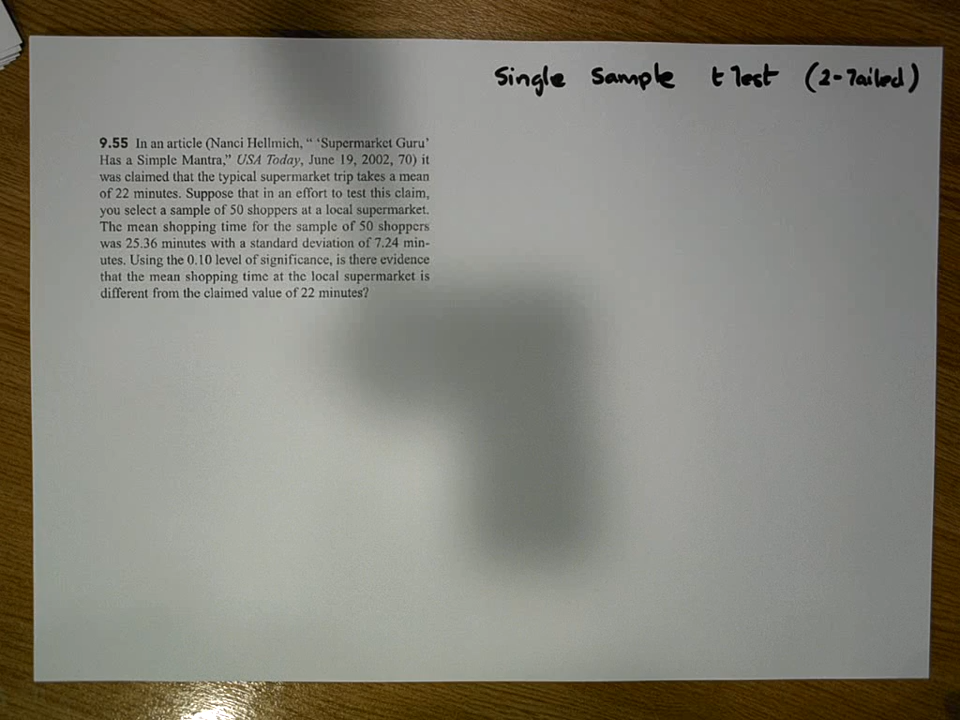 Single Sample t Test (2-Tailed)
9.55 In an article (Nanci Hellmich, “ ‘Supermarket Guru’
Has a Simple Mantra,” USA Today, June 19, 2002, 70) it
was claimed that the typical supermarket trip takes a mean
of 22 minutes. Suppose that in an effort to test this claim,
you select a sample of 50 shoppers at a local supermarket.
The mean shopping time for the sample of 50 shoppers
was 25.36 minutes with a standard deviation of 7.24 min-
utes. Using the 0.10 level of significance, is there evidence
that the mean shopping time at the local supermarket is
different from the claimed value of 22 minutes?